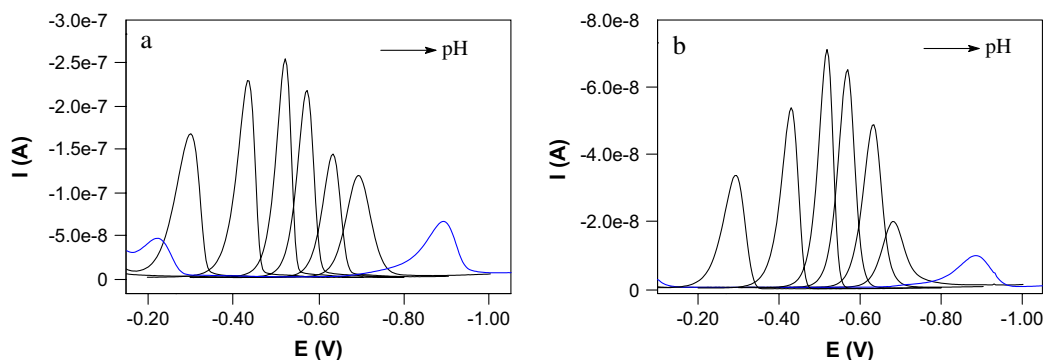 a
pH
I (A)
-3.0e-7
-2.5e-7
-2.0e-7
-1.5e-7
-1.0e-7
-5.0e-8
0
-0.20 -0.40 -0.60 -0.80 -1.00
E (V)
b
pH
I (A)
-8.0e-8
-6.0e-8
-4.0e-8
-2.0e-8
0
-0.20 -0.40 -0.60 -0.80 -1.00
E (V)